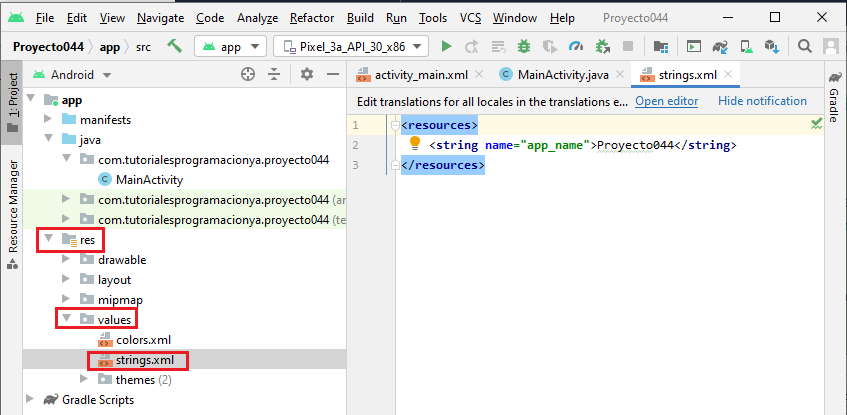 File Edit View Navigate Code Analyze Refactor Build Run Tools VCS Window Help Proyecto044
Proyecto044 app src app Pixel_3a_API_30_x86
1: Project
Resource Manager
Android
app
manifests
java
com.tutorialesprogramacionya.proyecto044
MainActivity
com.tutorialesprogramacionya.proyecto044 (ar
com.tutorialesprogramacionya.proyecto044 (te
res
drawable
layout
mipmap
values
colors.xml
strings.xml
themes (2)
Gradle Scripts
activity_main.xml MainActivity.java strings.xml
Edit translations for all locales in the translations e... Open editor Hide notification
1 <resources>
2 <string name="app_name">Proyecto044</string>
3 </resources>
Gradle